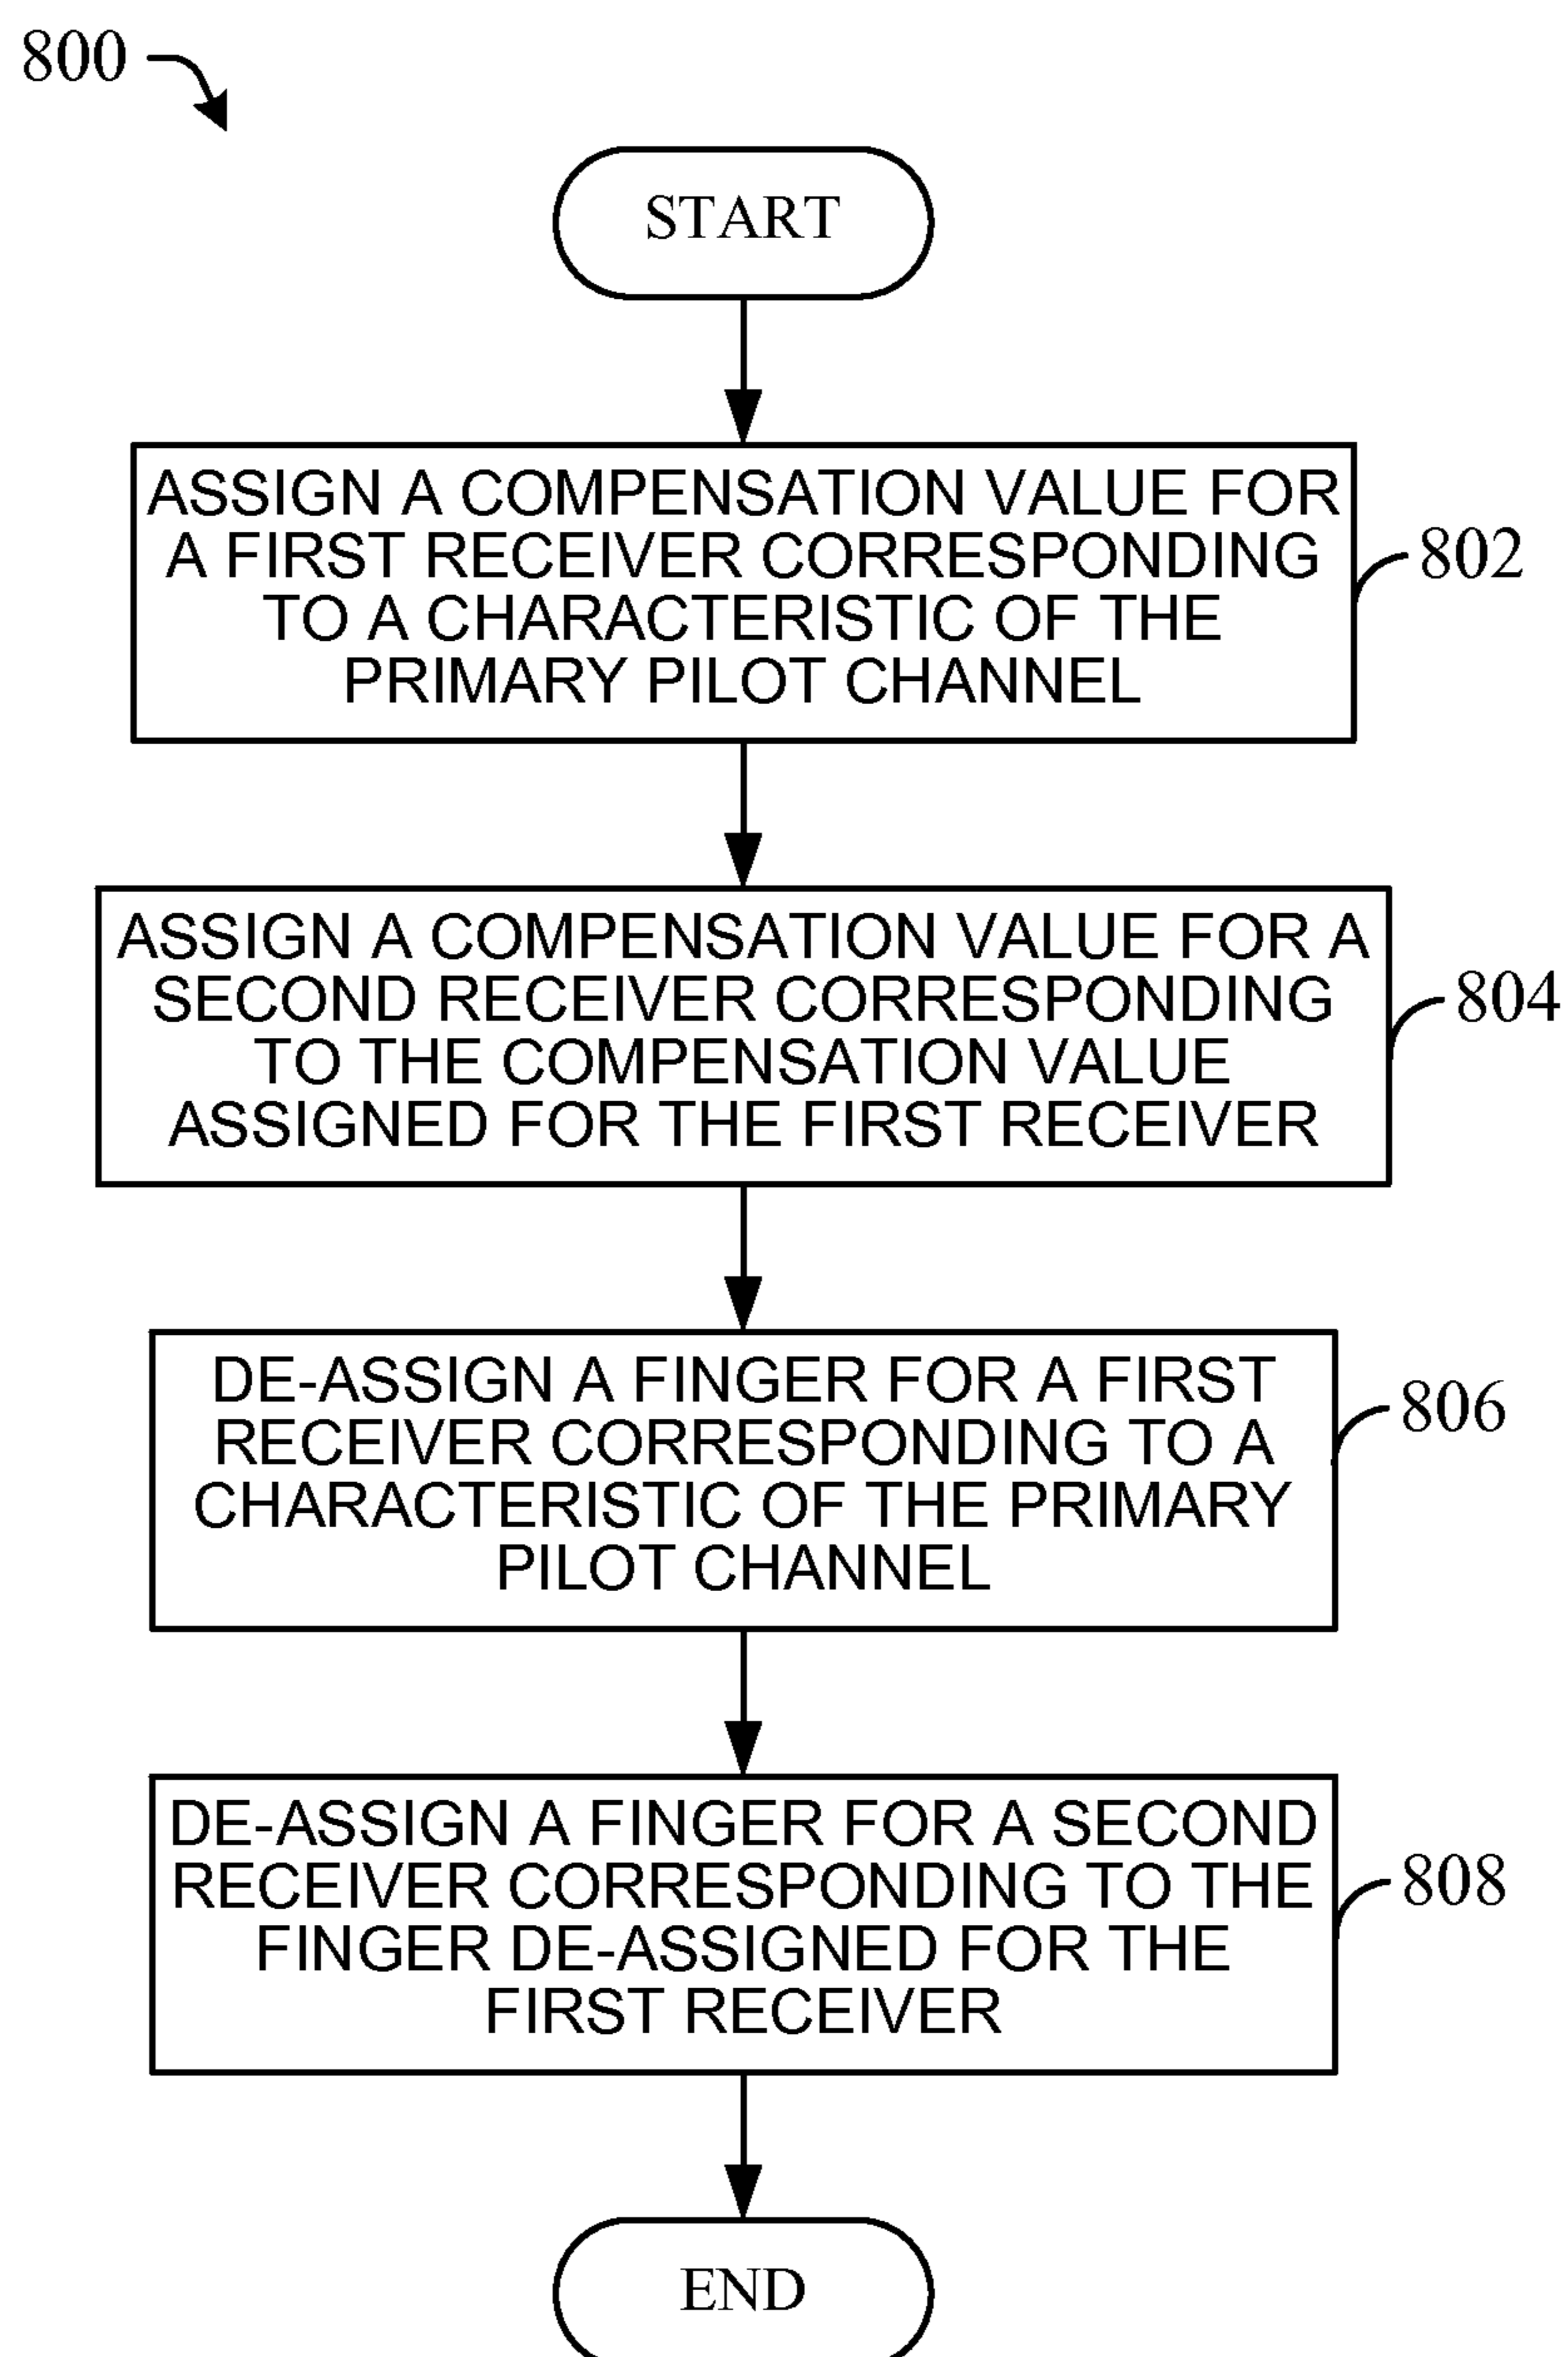 800
START
ASSIGN A COMPENSATION VALUE FOR
A FIRST RECEIVER CORRESPONDING
TO A CHARACTERISTIC OF THE
PRIMARY PILOT CHANNEL
802
ASSIGN A COMPENSATION VALUE FOR A
SECOND RECEIVER CORRESPONDING
TO THE COMPENSATION VALUE
ASSIGNED FOR THE FIRST RECEIVER
804
DE-ASSIGN A FINGER FOR A FIRST
RECEIVER CORRESPONDING TO A
CHARACTERISTIC OF THE PRIMARY
PILOT CHANNEL
806
DE-ASSIGN A FINGER FOR A SECOND
RECEIVER CORRESPONDING TO THE
FINGER DE-ASSIGNED FOR THE
FIRST RECEIVER
808
END